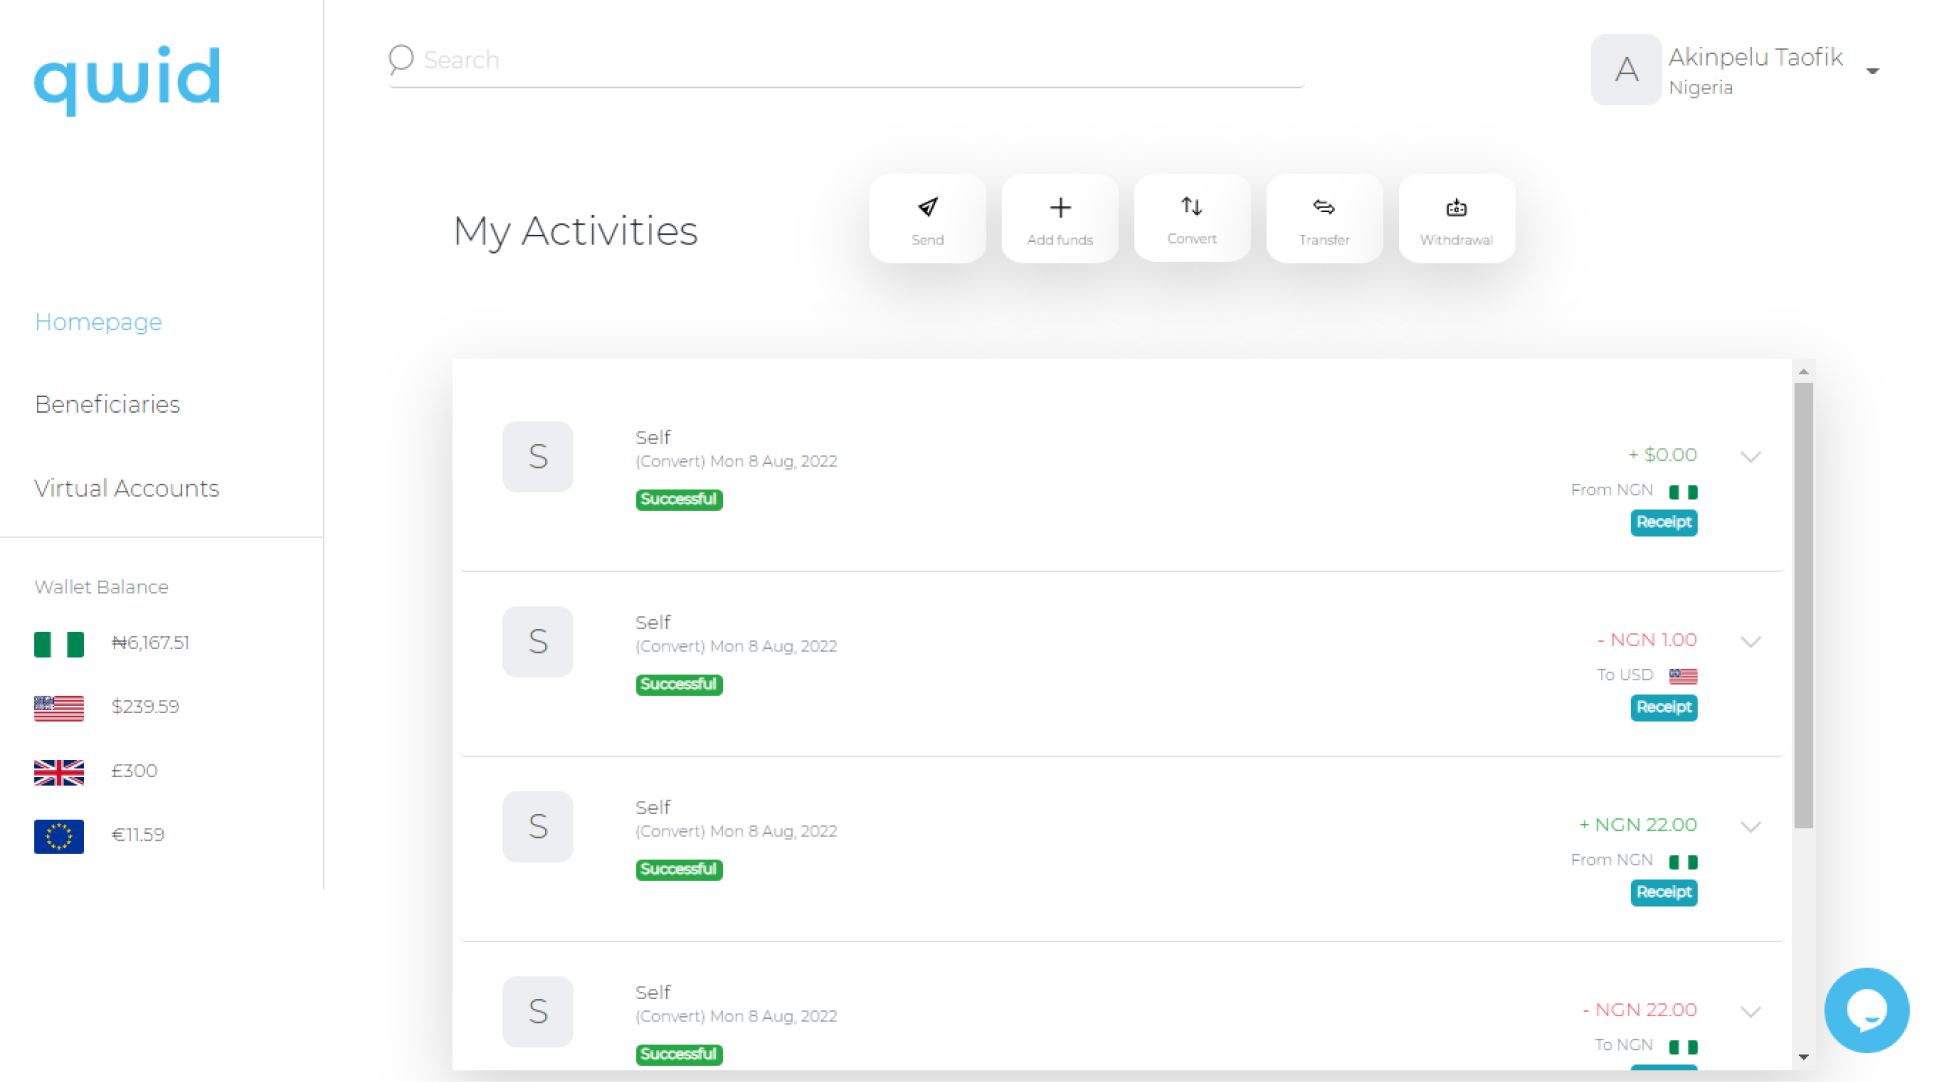 qwid
Search
A
Akinpelu Taofik
Nigeria
My Activities
Send
Add funds
Convert
Transfer
Withdrawal
Homepage
Beneficiaries
Virtual Accounts
Wallet Balance
₦6,167.51
$239.59
£300
€11.59
S
Self
(Convert) Mon 8 Aug, 2022
Successful
+ $0.00
From NGN
Receipt
S
Self
(Convert) Mon 8 Aug, 2022
Successful
- NGN 1.00
To USD
Receipt
S
Self
(Convert) Mon 8 Aug, 2022
Successful
+ NGN 22.00
From NGN
Receipt
S
Self
(Convert) Mon 8 Aug, 2022
Successful
- NGN 22.00
To NGN